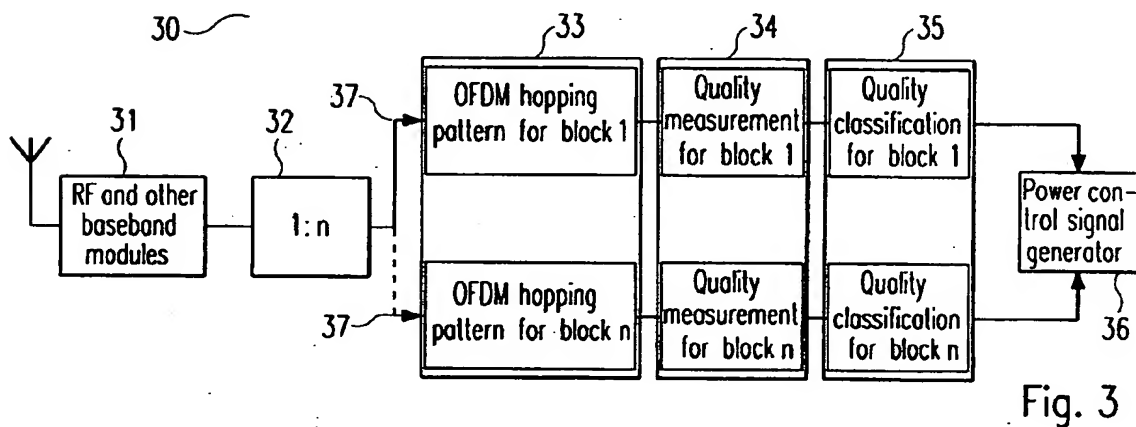 30
33
34
35
37
OFDM hopping
pattern for block 1
Quality
measurement
for block 1
Quality
classification
for block 1
31
32
RF and other
baseband
modules
1:n
Power con-
trol signal
generator
36
37
OFDM hopping
pattern for block n
Quality
measurement
for block n
Quality
classification
for block n
Fig. 3